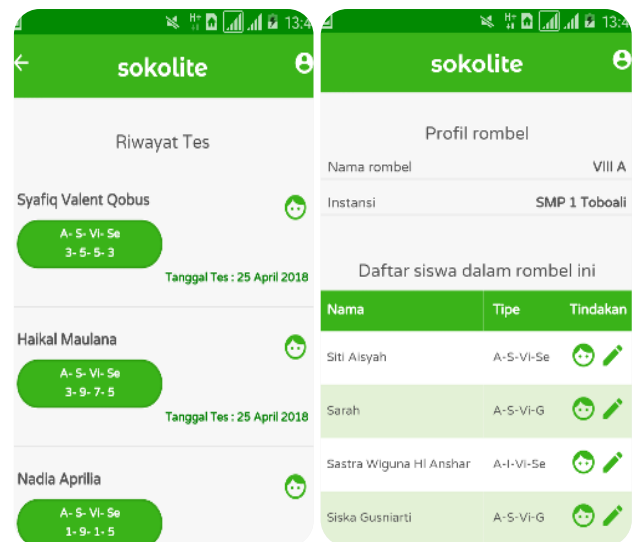 13:4
sokolite
Riwayat Tes
Syafiq Valent Qobus
A- S- Vi- Se
3- 5- 5- 3
Tanggal Tes : 25 April 2018
Haikal Maulana
A- S- Vi- Se
3- 9- 7- 5
Tanggal Tes : 25 April 2018
Nadia Aprilia
A- S- Vi- Se
1- 9- 1- 5
H+
13:4
sokolite
Profil rombel
Nama rombel VIII A
Instansi SMP 1 Toboali
Daftar siswa dalam rombel ini
Nama Tipe Tindakan
Siti Aisyah A-S-Vi-Se
Sarah A-S-Vi-G
Sastra Wiguna Hl Anshar A-I-Vi-Se
Siska Gusniarti A-S-Vi-G